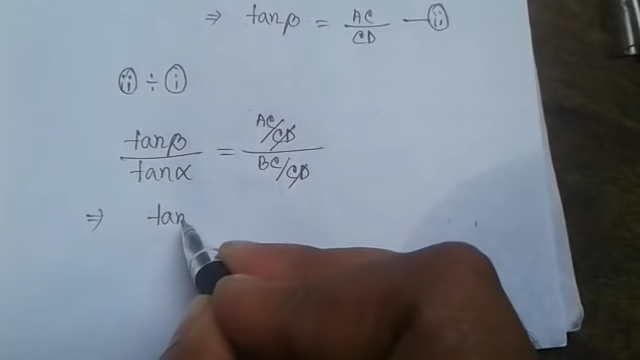 ⇒ tanβ = AC/CD —(ii)
(ii) ÷ (i)
tanβ/tanα = (AC/CD)/(BC/CD)
⇒ tan